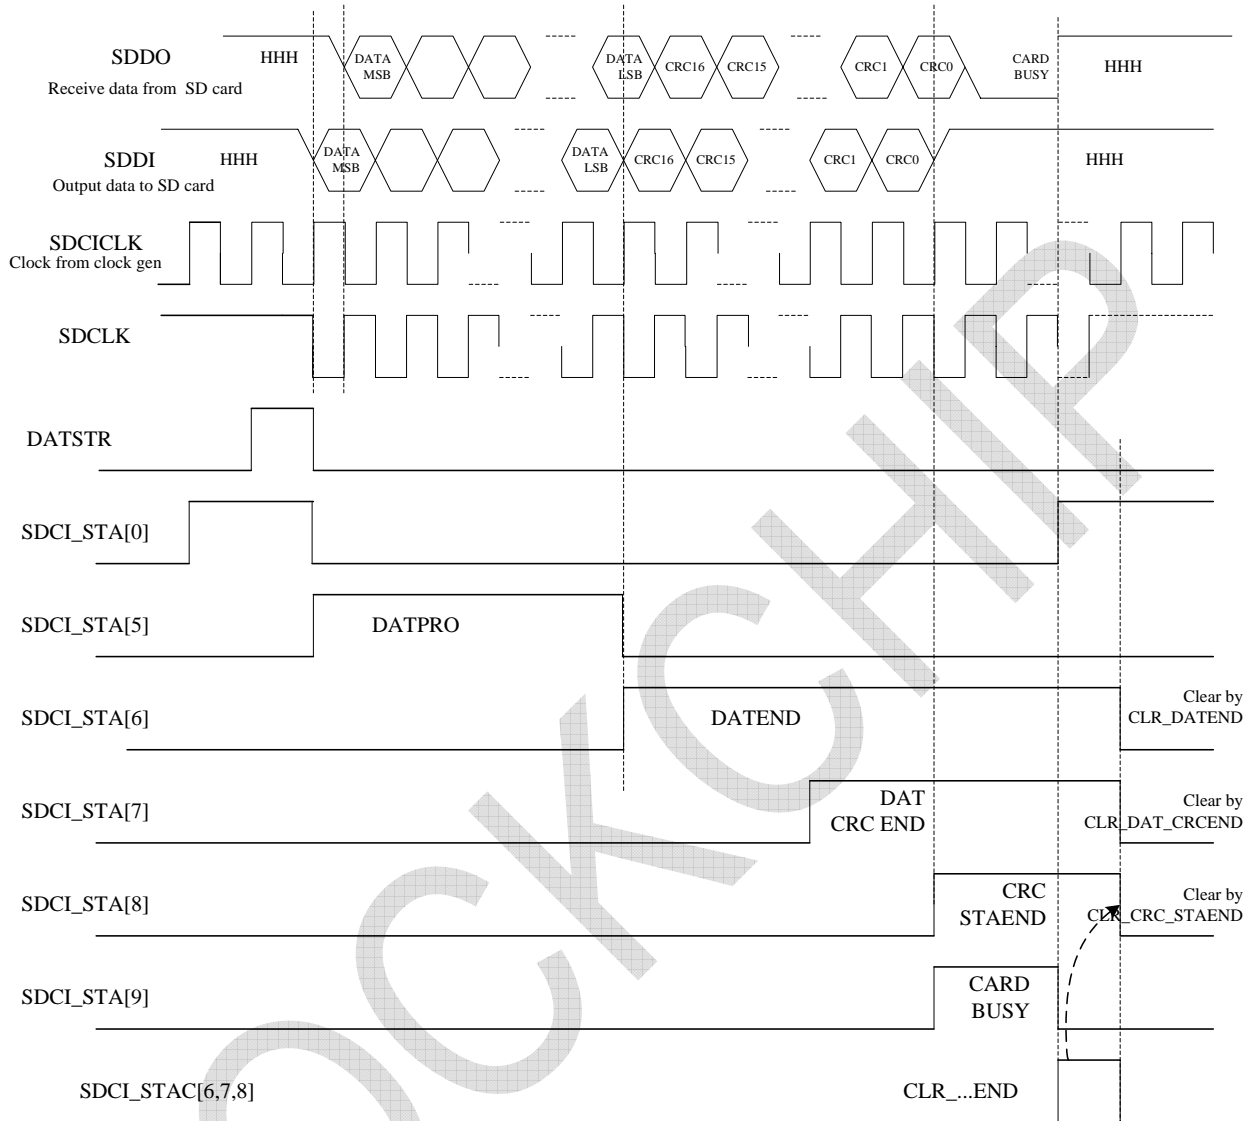 SDDO
Receive data from SD card
HHH
DATA
MSB
DATA
LSB
CRC16
CRC15
CRC1
CRC0
CARD
BUSY
HHH
SDDI
Output data to SD card
HHH
DATA
MSB
DATA
LSB
CRC16
CRC15
CRC1
CRC0
HHH
SDCICLK
Clock from clock gen
SDCLK
DATSTR
SDCI_STA[0]
SDCI_STA[5]
DATPRO
SDCI_STA[6]
DATEND
Clear by
CLR_DATEND
SDCI_STA[7]
DAT
CRC END
Clear by
CLR_DAT_CRCEND
SDCI_STA[8]
CRC
STAEND
Clear by
CLR_CRC_STAEND
SDCI_STA[9]
CARD
BUSY
SDCI_STAC[6,7,8]
CLR_...END
OCKCHIP